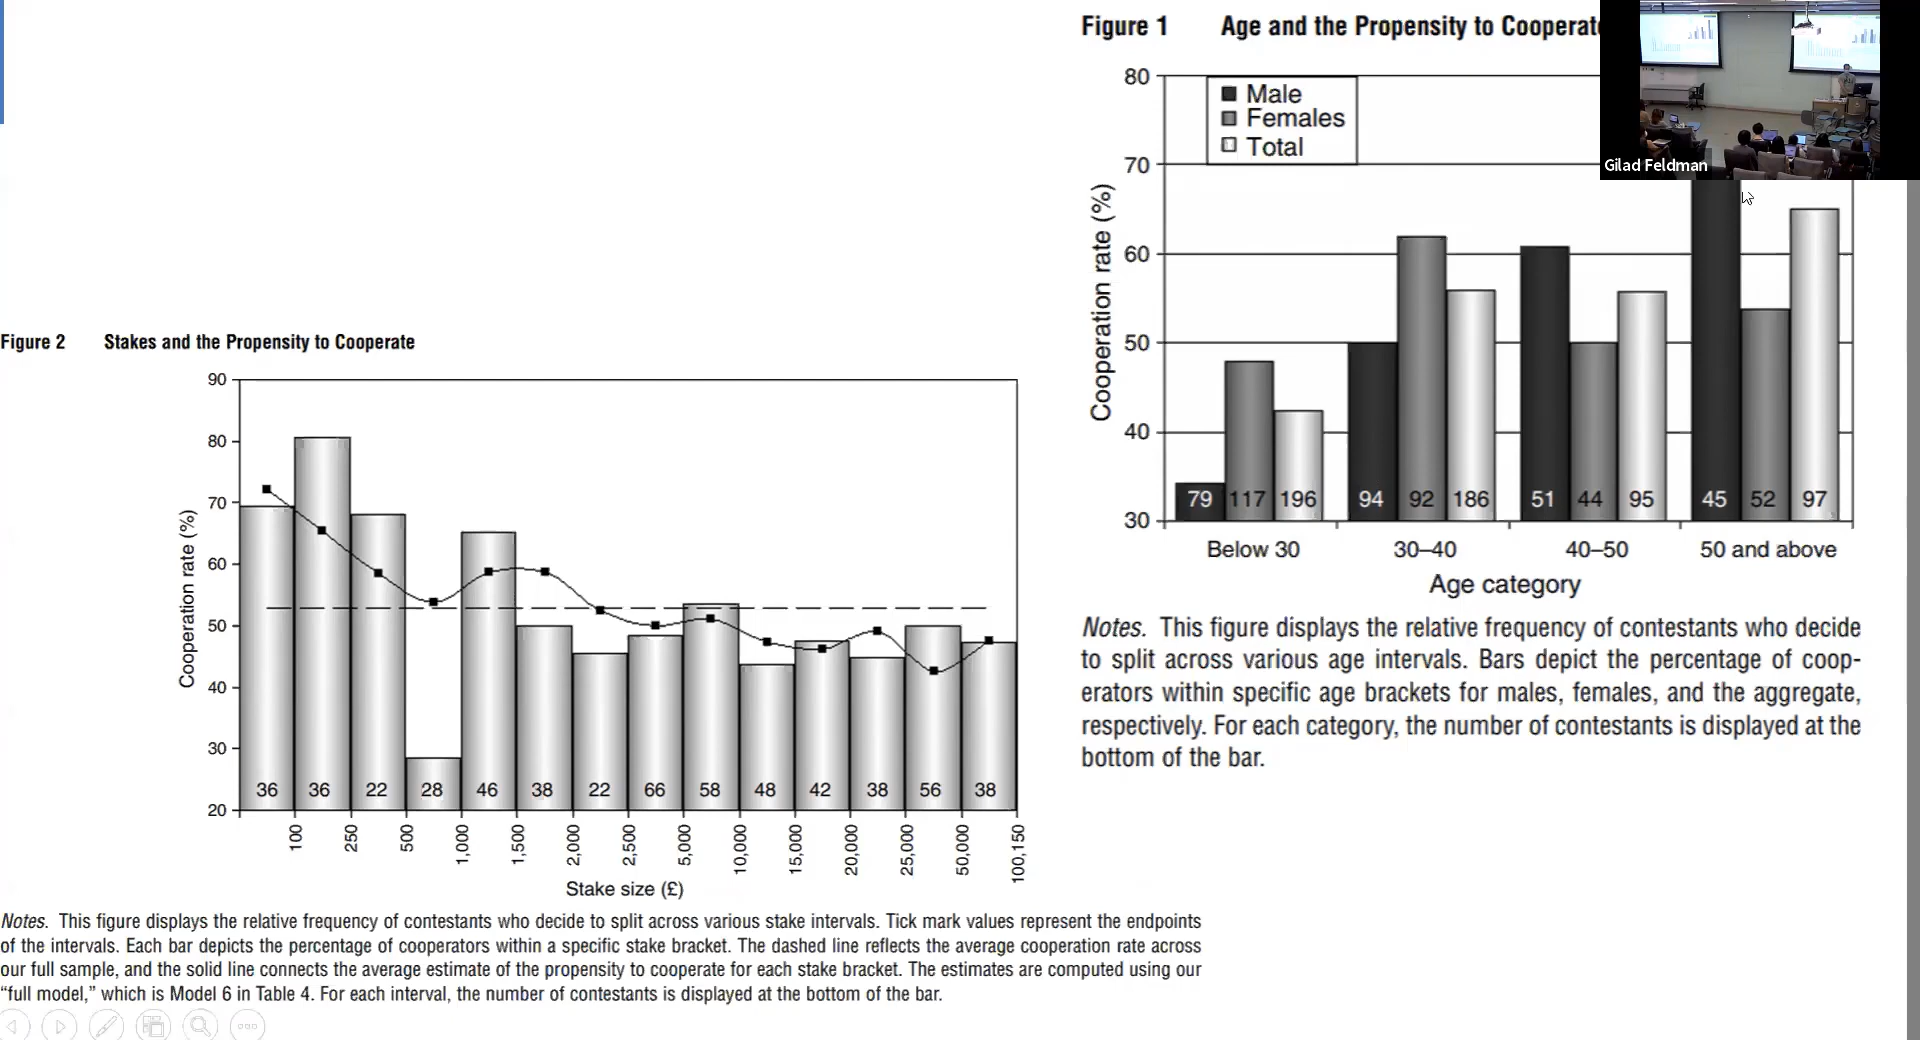 Figure 1 Age and the Propensity to Cooperate
80
70
60
50
40
30
Cooperation rate (%)
Male
Females
Total
79 117 196 94 92 186 51 44 95 45 52 97
Below 30 30–40 40–50 50 and above
Age category
Notes. This figure displays the relative frequency of contestants who decide
to split across various age intervals. Bars depict the percentage of coop-
erators within specific age brackets for males, females, and the aggregate,
respectively. For each category, the number of contestants is displayed at the
bottom of the bar.
Gilad Feldman
Figure 2 Stakes and the Propensity to Cooperate
90
80
70
60
50
40
30
20
Cooperation rate (%)
36 36 22 28 46 38 22 66 58 48 42 38 56 38
100 250 500 1,000 1,500 2,000 2,500 5,000 10,000 15,000 20,000 25,000 50,000 100,150
Stake size (£)
Notes. This figure displays the relative frequency of contestants who decide to split across various stake intervals. Tick mark values represent the endpoints
of the intervals. Each bar depicts the percentage of cooperators within a specific stake bracket. The dashed line reflects the average cooperation rate across
our full sample, and the solid line connects the average estimate of the propensity to cooperate for each stake bracket. The estimates are computed using our
“full model,” which is Model 6 in Table 4. For each interval, the number of contestants is displayed at the bottom of the bar.